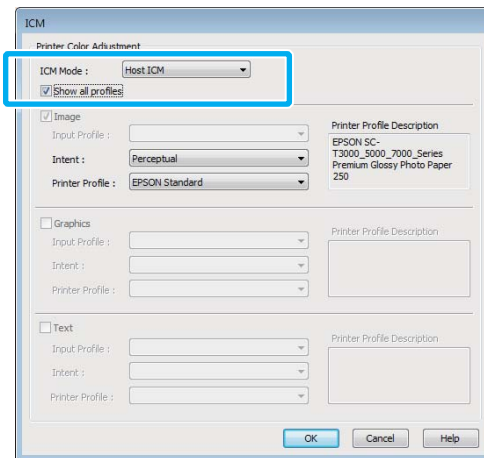 ICM
Printer Color Adjustment
ICM Mode :
Host ICM
Show all profiles
Image
Input Profile :
Intent :
Perceptual
Printer Profile :
EPSON Standard
Printer Profile Description
EPSON SC-
T3000_5000_7000_Series
Premium Glossy Photo Paper
250
Graphics
Input Profile :
Intent :
Printer Profile :
Printer Profile Description
Text
Input Profile :
Intent :
Printer Profile :
Printer Profile Description
OK
Cancel
Help